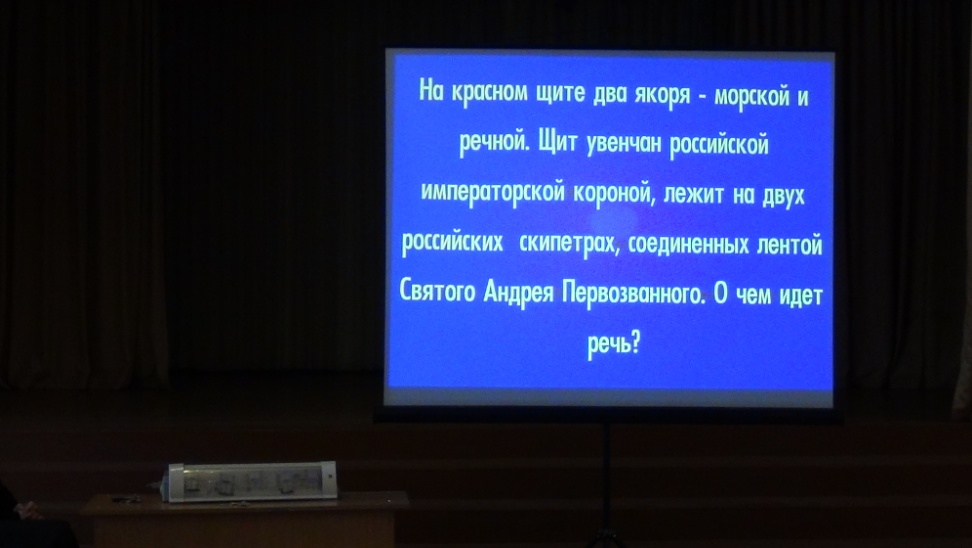 На красном щите два якоря - морской и
речной. Щит увенчан российской
императорской короной, лежит на двух
российских скипетрах, соединенных лентой
Святого Андрея Первозванного. О чем идет
речь?